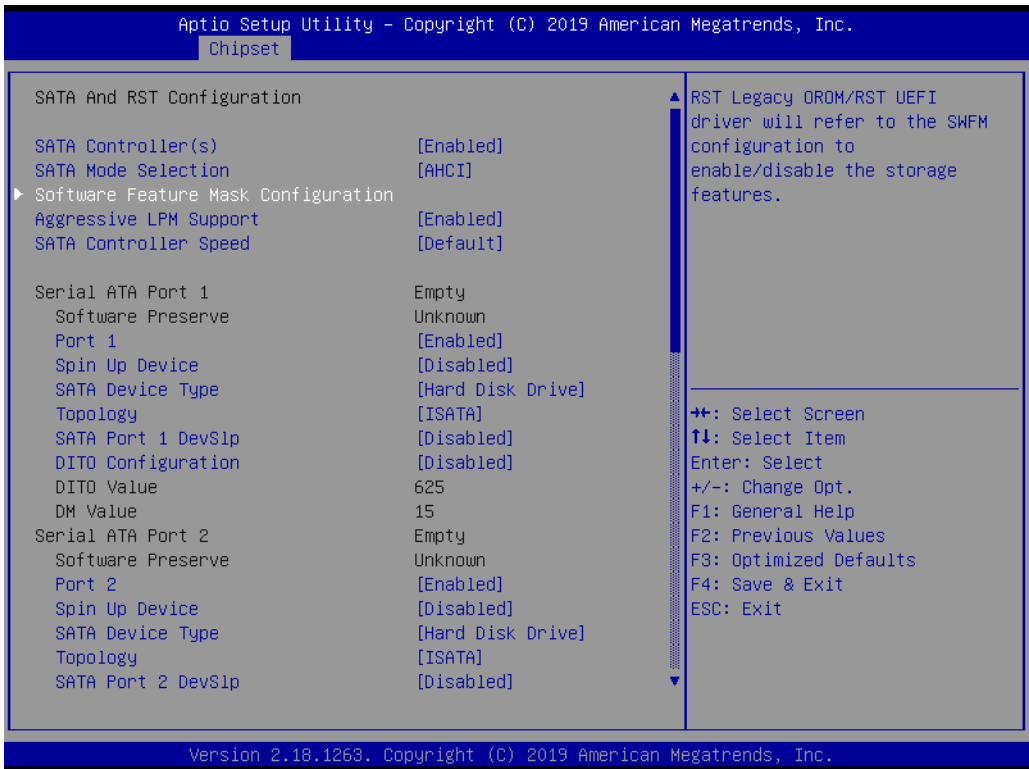 Aptio Setup Utility – Copyright (C) 2019 American Megatrends, Inc.
Chipset
SATA And RST Configuration
SATA Controller(s) [Enabled]
SATA Mode Selection [AHCI]
Software Feature Mask Configuration
Aggressive LPM Support [Enabled]
SATA Controller Speed [Default]
Serial ATA Port 1 Empty
Software Preserve Unknown
Port 1 [Enabled]
Spin Up Device [Disabled]
SATA Device Type [Hard Disk Drive]
Topology [ISATA]
SATA Port 1 DevSlp [Disabled]
DITO Configuration [Disabled]
DITO Value 625
DM Value 15
Serial ATA Port 2 Empty
Software Preserve Unknown
Port 2 [Enabled]
Spin Up Device [Disabled]
SATA Device Type [Hard Disk Drive]
Topology [ISATA]
SATA Port 2 DevSlp [Disabled]
RST Legacy OROM/RST UEFI
driver will refer to the SWFM
configuration to
enable/disable the storage
features.
→←: Select Screen
↑↓: Select Item
Enter: Select
+/-: Change Opt.
F1: General Help
F2: Previous Values
F3: Optimized Defaults
F4: Save & Exit
ESC: Exit
Version 2.18.1263. Copyright (C) 2019 American Megatrends, Inc.